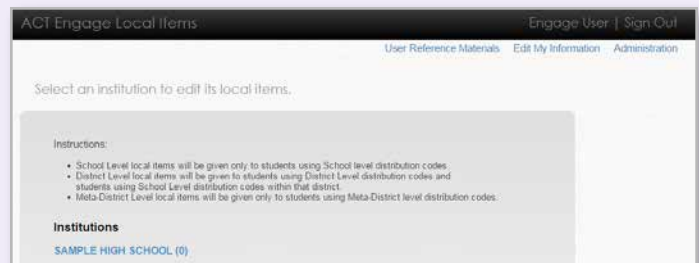 ACT Engage Local Items
Engage User | Sign Out
User Reference Materials Edit My Information Administration
Select an institution to edit its local items.
Instructions:
• School Level local items will be given only to students using School level distribution codes.
• District Level local items will be given to students using District Level distribution codes and
students using School Level distribution codes within that district.
• Meta-District Level local items will be given only to students using Meta-District level distribution codes.
Institutions
SAMPLE HIGH SCHOOL (0)